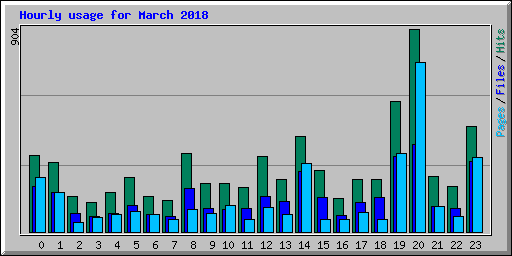 Hourly usage for March 2018
904
Pages / Files / Hits
0 1 2 3 4 5 6 7 8 9 10 11 12 13 14 15 16 17 18 19 20 21 22 23